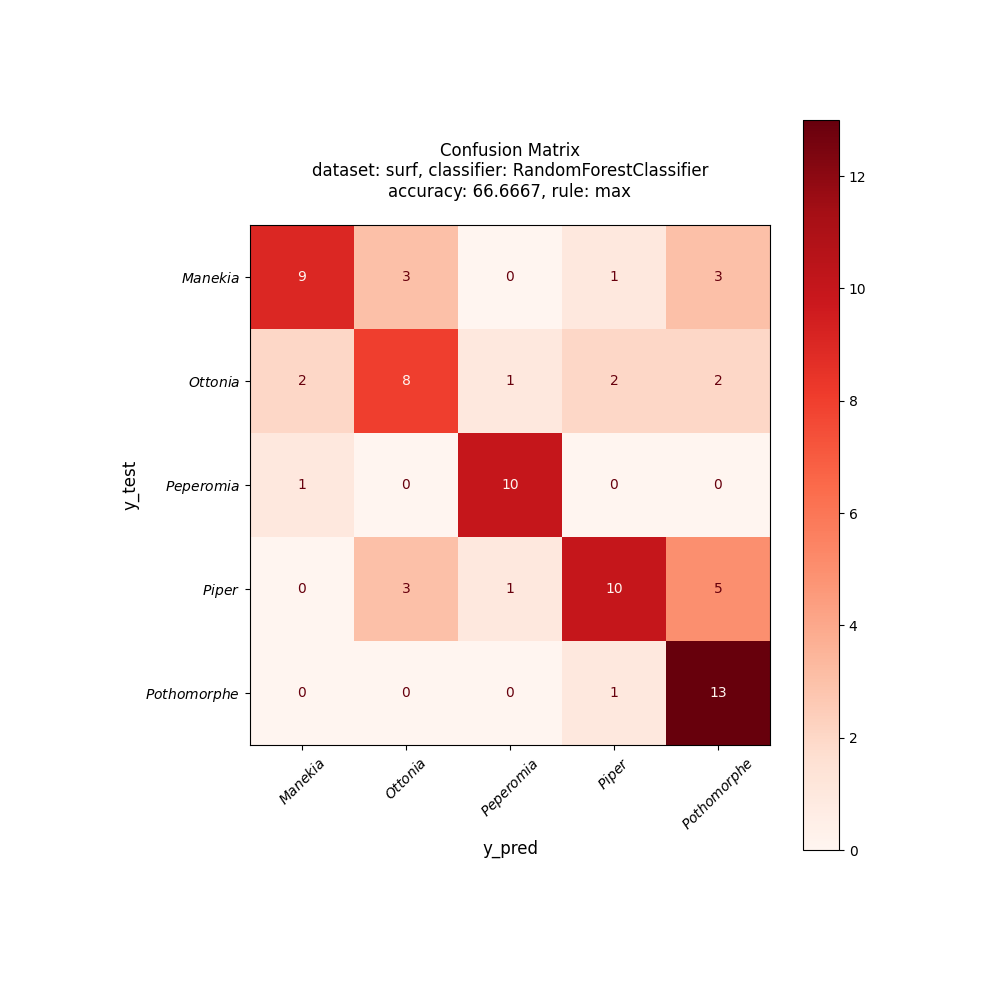 Confusion Matrix
dataset: surf, classifier: RandomForestClassifier
accuracy: 66.6667, rule: max
y_test
Manekia 9 3 0 1 3
Ottonia 2 8 1 2 2
Peperomia 1 0 10 0 0
Piper 0 3 1 10 5
Pothomorphe 0 0 0 1 13
Manekia Ottonia Peperomia Piper Pothomorphe
y_pred
12
10
8
6
4
2
0